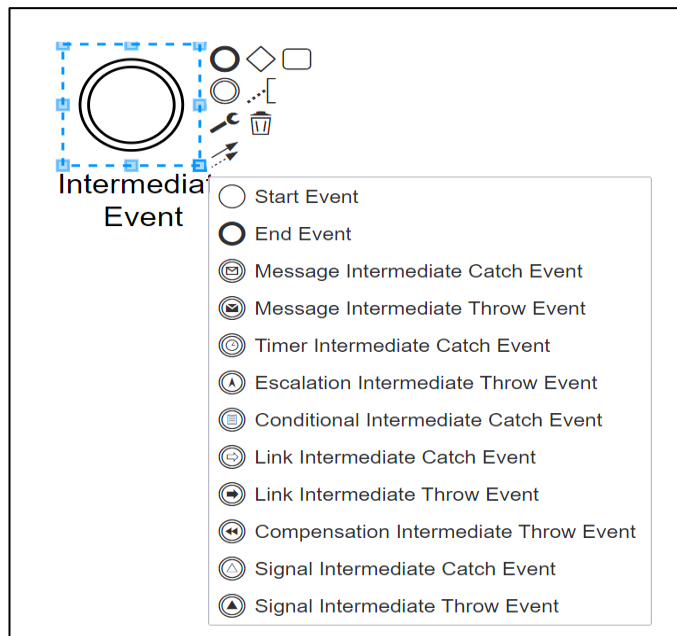 Intermediat
Event
Start Event
End Event
Message Intermediate Catch Event
Message Intermediate Throw Event
Timer Intermediate Catch Event
Escalation Intermediate Throw Event
Conditional Intermediate Catch Event
Link Intermediate Catch Event
Link Intermediate Throw Event
Compensation Intermediate Throw Event
Signal Intermediate Catch Event
Signal Intermediate Throw Event